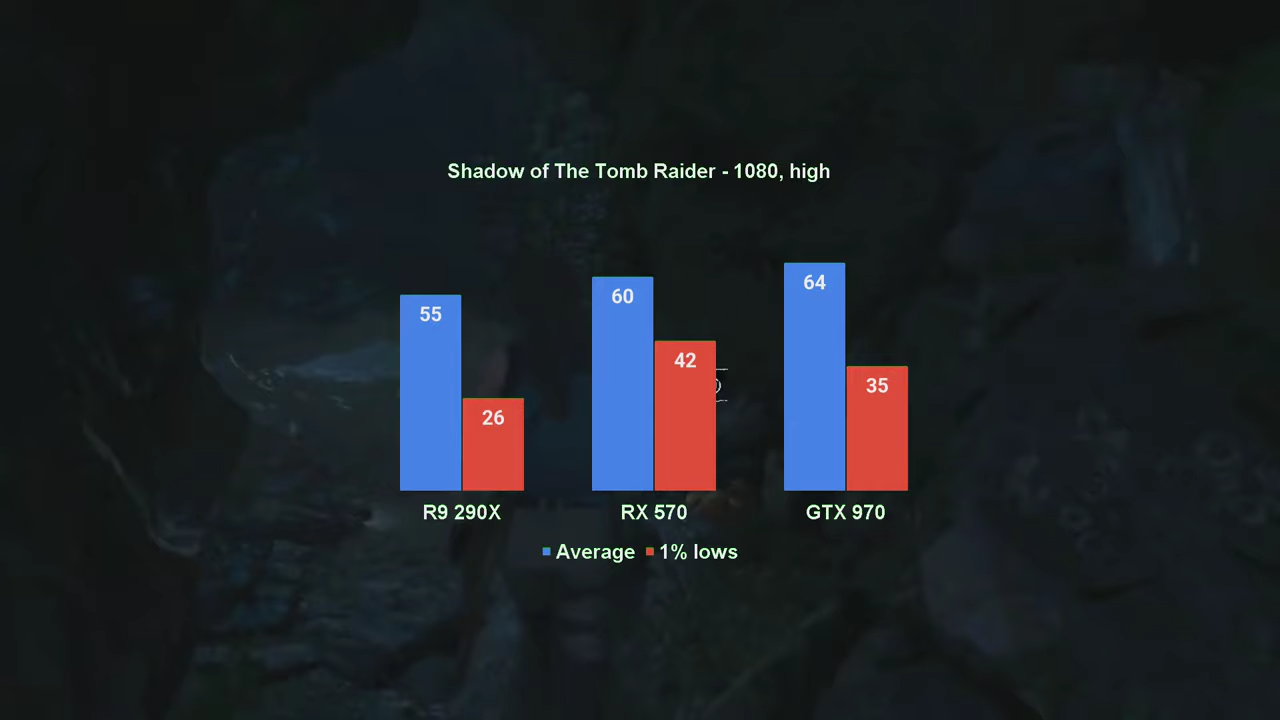 Shadow of The Tomb Raider - 1080, high
55
26
60
42
64
35
R9 290X
RX 570
GTX 970
Average
1% lows